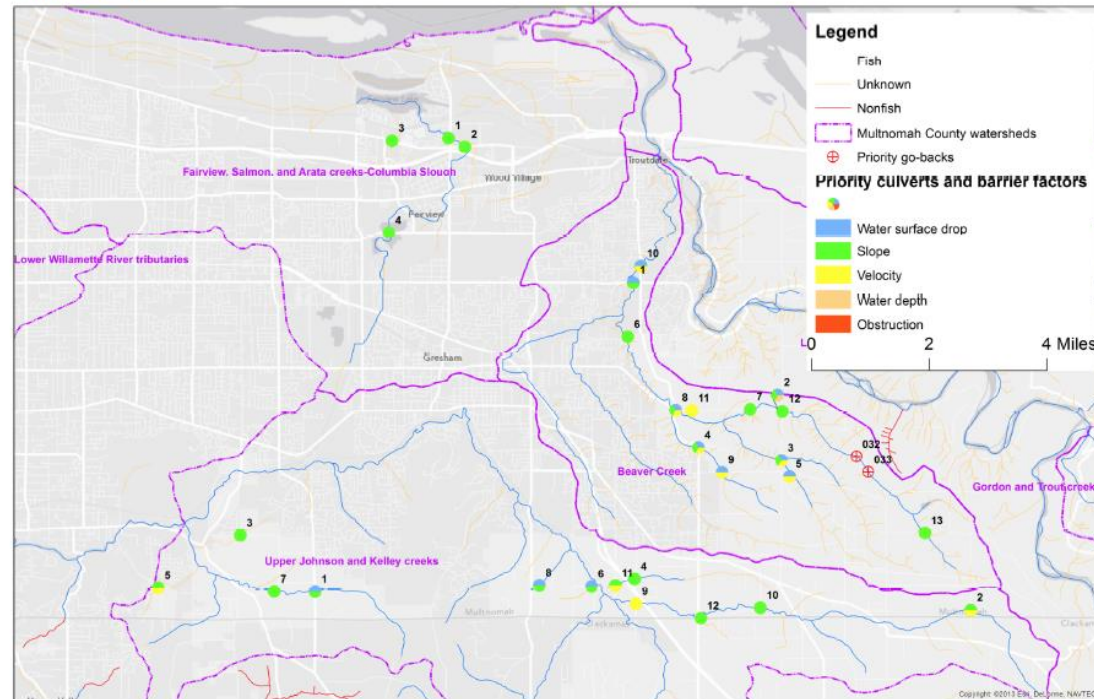 Legend
Fish
Unknown
Nonfish
Multnomah County watersheds
Priority go-backs
Priority culverts and barrier factors
Water surface drop
Slope
Velocity
Water depth
Obstruction
0 2 4 Miles
3
1
2
Troutdale
Fairview, Salmon, and Arata creeks-Columbia Slough
Wood Village
Fairview
4
Lower Willamette River tributaries
10
1
6
Gresham
2
8 11
7 12
4
3
032
9
5
033
Beaver Creek
Gordon and Trout creek
3
13
Upper Johnson and Kelley creeks
5
7
1
8
6
11
4
9
12
10
2
Multnomah
Clackamas
Multnomah
Clackam
Copyright ©2013 Esri, DeLorme, NAVTEQ